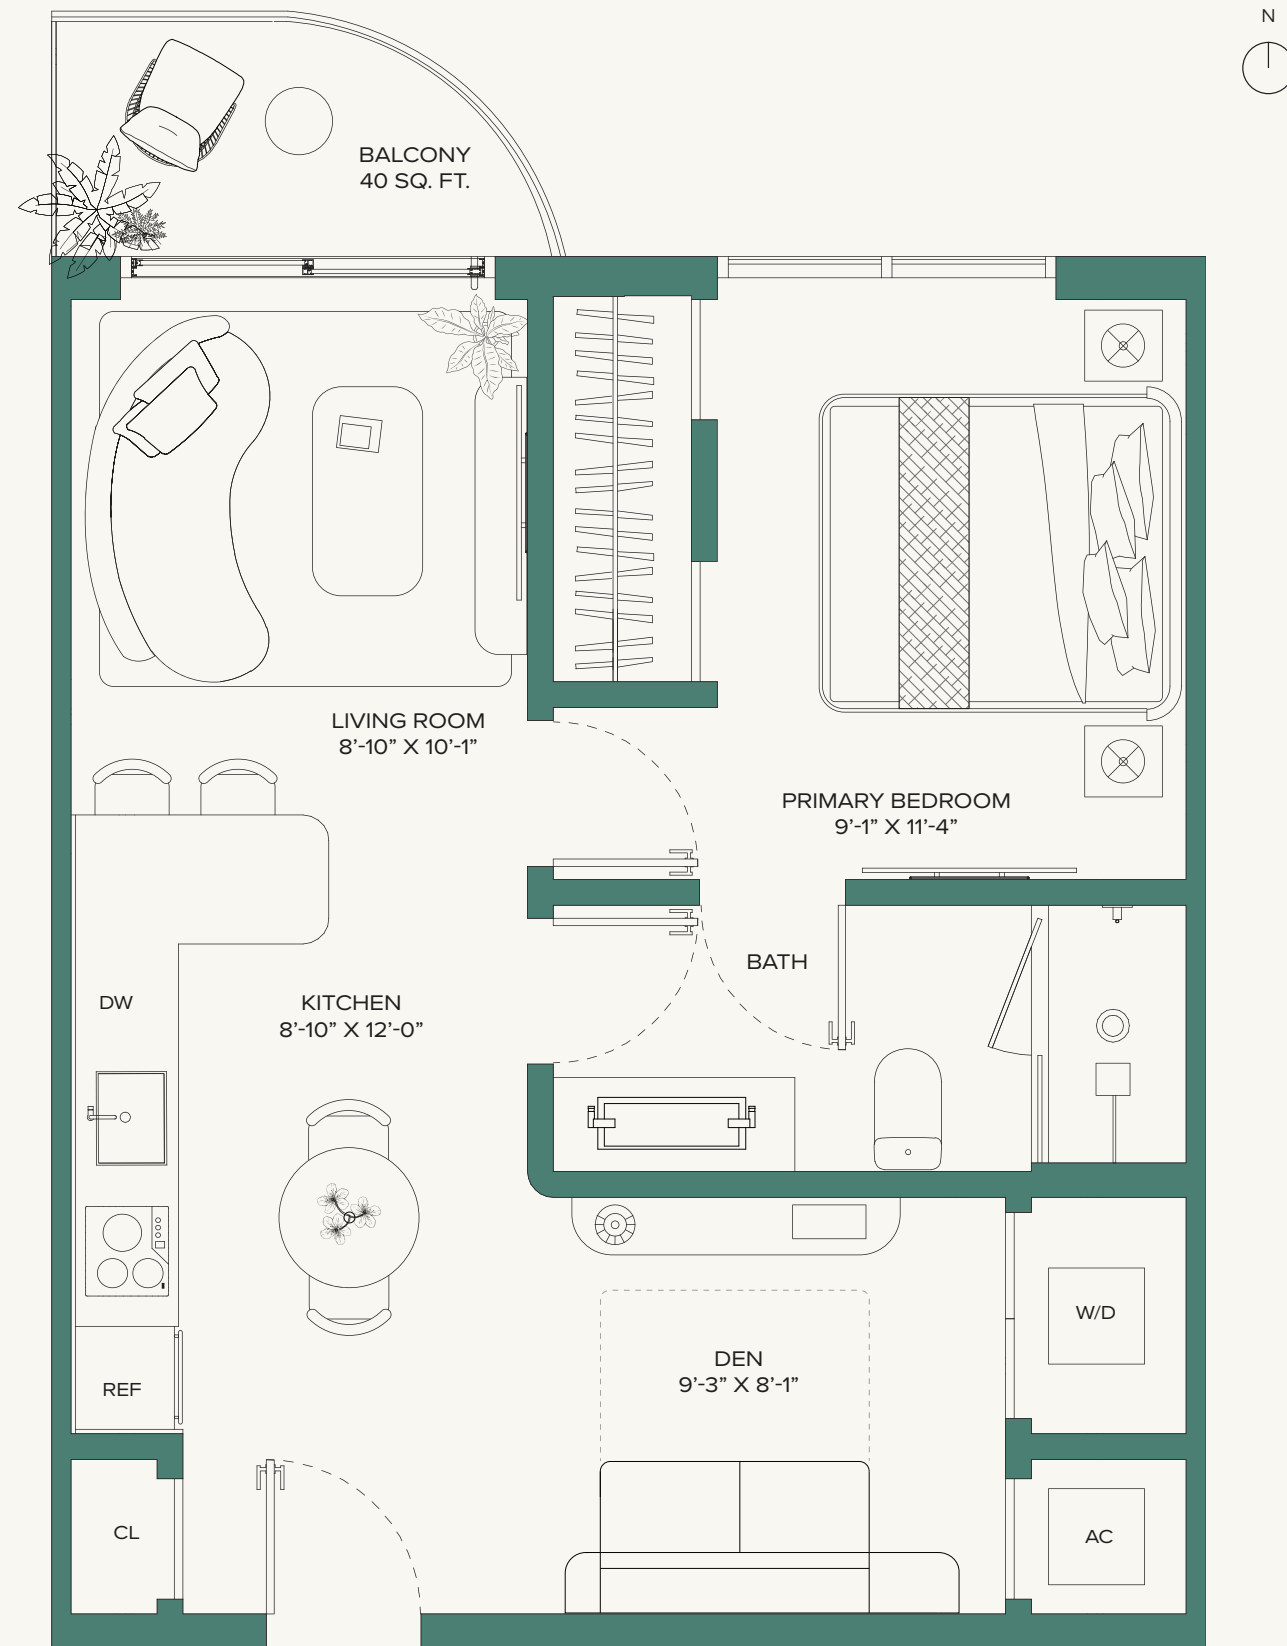 N
BALCONY
40 SQ. FT.
LIVING ROOM
8’-10” X 10’-1”
PRIMARY BEDROOM
9’-1” X 11’-4”
BATH
DW
KITCHEN
8’-10” X 12’-0”
W/D
DEN
9’-3” X 8’-1”
REF
CL
AC